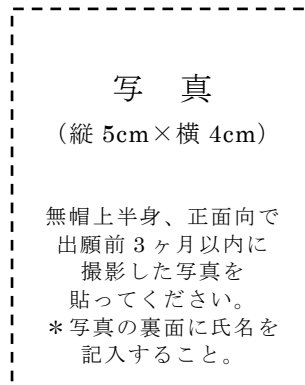 写 真
（縦 5cm×横 4cm）
無帽上半身、正面向で
出願前 3 ヶ月以内に
撮影した写真を
貼ってください。
＊写真の裏面に氏名を
記入すること。